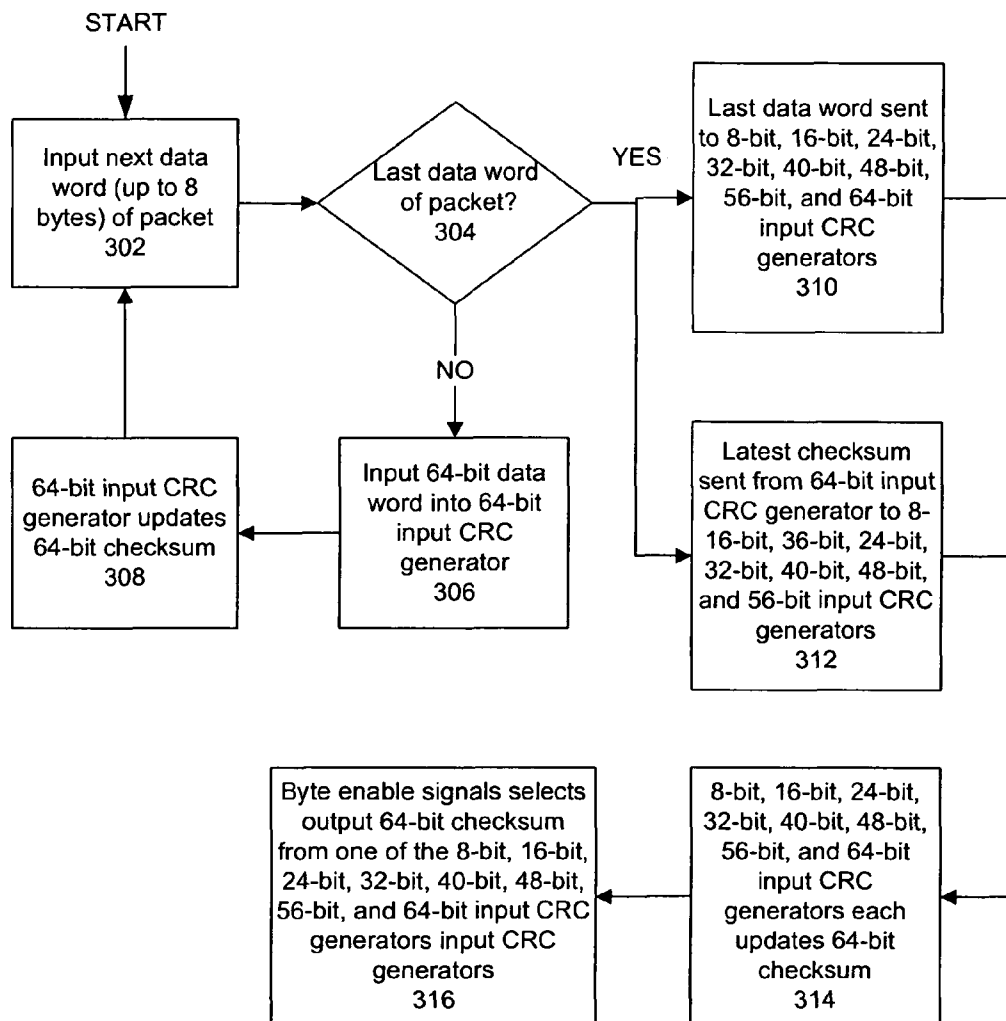 START
Input next data
word (up to 8
bytes) of packet
302
Last data word
of packet?
304
YES
Last data word sent
to 8-bit, 16-bit, 24-bit,
32-bit, 40-bit, 48-bit,
56-bit, and 64-bit
input CRC
generators
310
NO
64-bit input CRC
generator updates
64-bit checksum
308
Input 64-bit data
word into 64-bit
input CRC
generator
306
Latest checksum
sent from 64-bit input
CRC generator to 8-
16-bit, 36-bit, 24-bit,
32-bit, 40-bit, 48-bit,
and 56-bit input CRC
generators
312
Byte enable signals selects
output 64-bit checksum
from one of the 8-bit, 16-bit,
24-bit, 32-bit, 40-bit, 48-bit,
56-bit, and 64-bit input CRC
generators input CRC
generators
316
8-bit, 16-bit, 24-bit,
32-bit, 40-bit, 48-bit,
56-bit, and 64-bit
input CRC
generators each
updates 64-bit
checksum
314